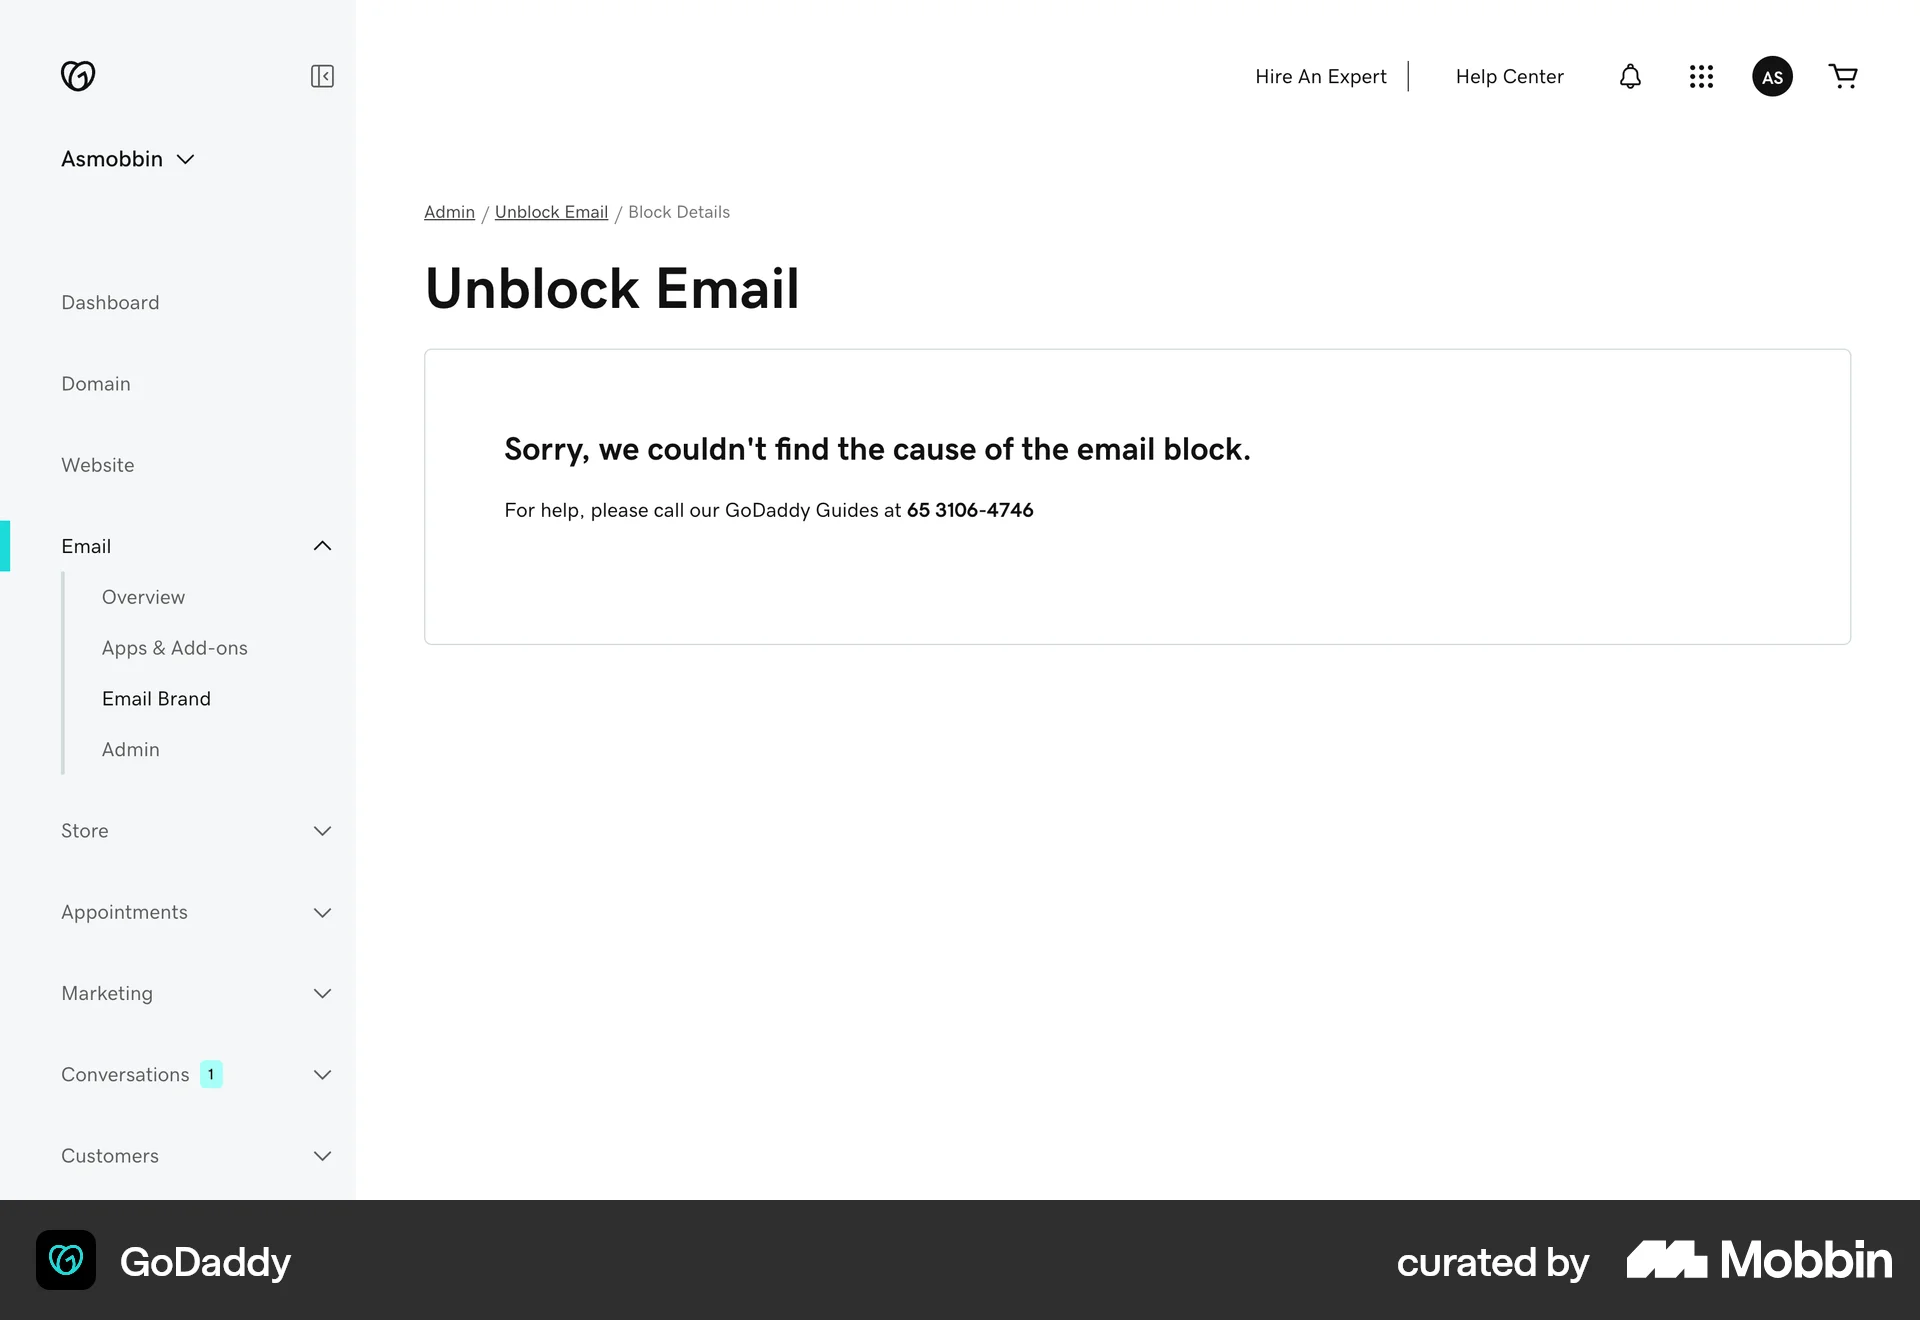 Hire An Expert
Help Center
AS
Asmobbin
Dashboard
Domain
Website
Email
Overview
Apps & Add-ons
Email Brand
Admin
Store
Appointments
Marketing
Conversations 1
Customers
Admin / Unblock Email / Block Details
Unblock Email
Sorry, we couldn't find the cause of the email block.
For help, please call our GoDaddy Guides at 65 3106-4746
GoDaddy
curated by Mobbin